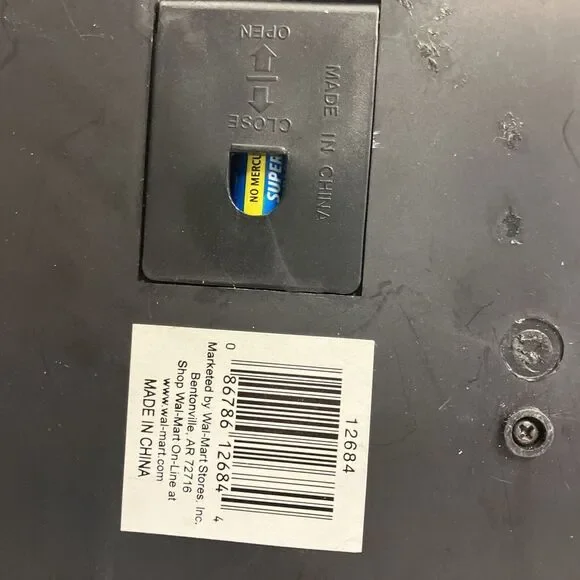 OPEN
CLOSE
MADE IN CHINA
NO MERCU
SUPER
12684
0 86786 12684 4
Marketed by Wal-Mart Stores, Inc.
Bentonville, AR 72716
Shop Wal-Mart On-Line at
www.wal-mart.com
MADE IN CHINA